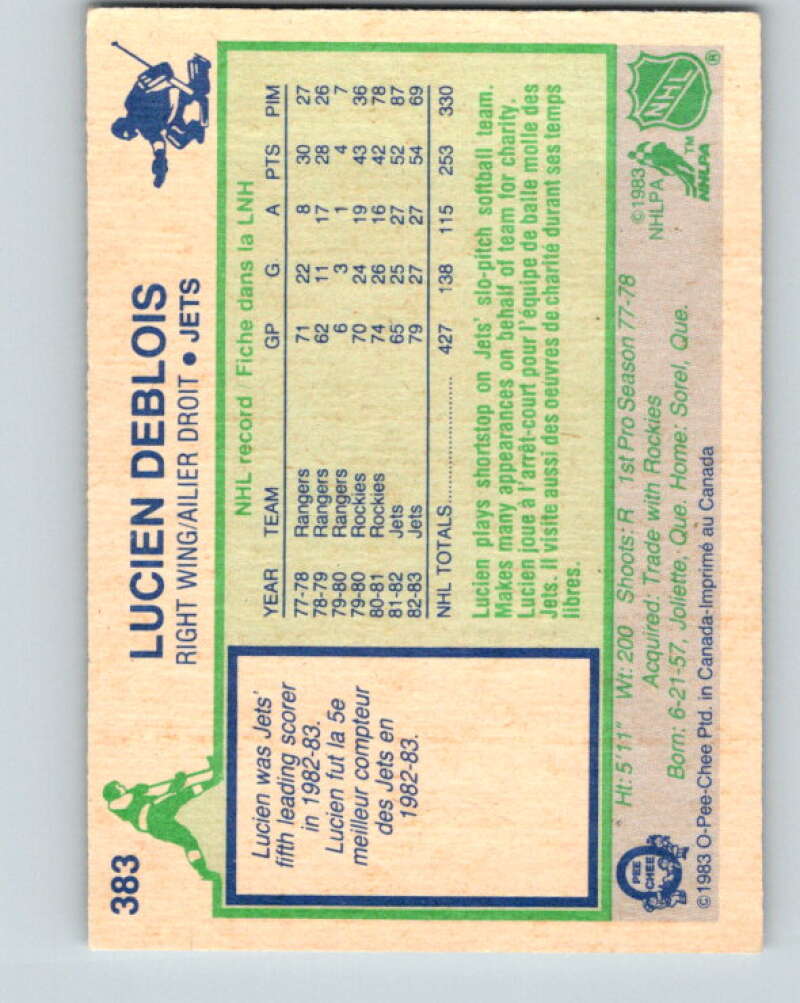 383
LUCIEN DEBLOIS
RIGHT WING/AILIER DROIT • JETS
Lucien was Jets'
fifth leading scorer
in 1982-83.
Lucien fut la 5e
meilleur compteur
des Jets en
1982-83.
NHL record Fiche dans la LNH
YEAR TEAM GP G A PTS PIM
77-78 Rangers 71 22 8 30 27
78-79 Rangers 62 11 17 28 26
79-80 Rangers 6 3 1 4 7
79-80 Rockies 70 24 19 43 36
80-81 Rockies 74 26 16 42 78
81-82 Jets 65 25 27 52 87
82-83 Jets 79 27 27 54 69
NHL TOTALS.................. 427 138 115 253 330
Lucien plays shortstop on Jets' slo-pitch softball team.
Makes many appearances on behalf of team for charity.
Lucien joue à l'arrêt-court pour l'équipe de balle molle des
Jets. Il visite aussi des oeuvres de charité durant ses temps
libres.
Ht: 5'11" Wt: 200 Shoots: R 1st Pro Season 77-78
Acquired: Trade with Rockies
Born: 6-21-57, Joliette, Que. Home: Sorel, Que.
©1983 O-Pee-Chee Ptd. in Canada-Imprimé au Canada
O
PEE
CHEE
©1983
NHLPA
TM
NHLPA
NHL
®